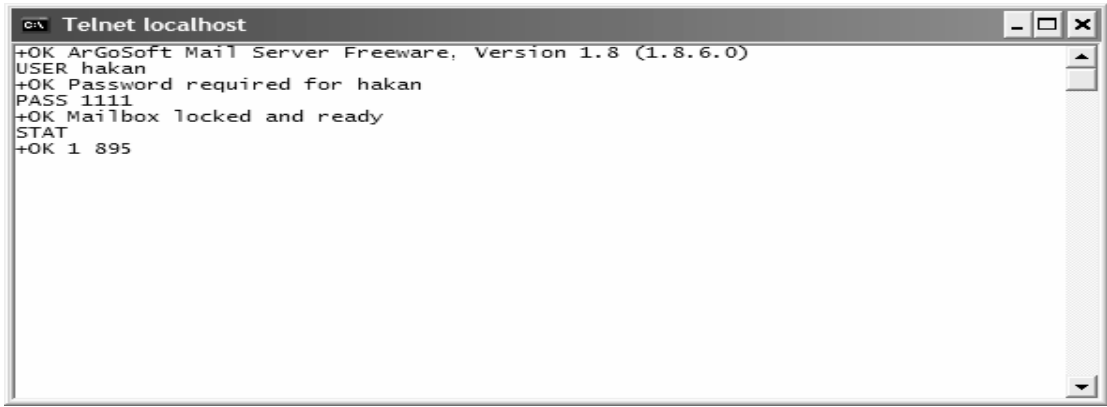 Telnet localhost
+OK ArGoSoft Mail Server Freeware, Version 1.8 (1.8.6.0)
USER hakan
+OK Password required for hakan
PASS 1111
+OK Mailbox locked and ready
STAT
+OK 1 895